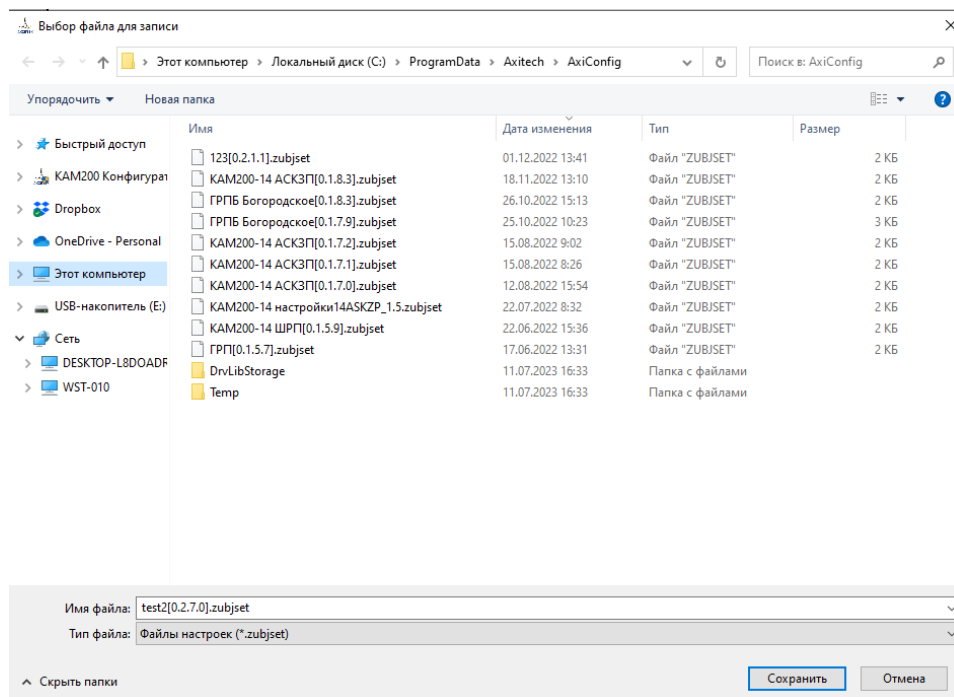 Выбор файла для записи
Этот компьютер > Локальный диск (C:) > ProgramData > Axitech > AxiConfig
Поиск в: AxiConfig
Упорядочить
Новая папка
Быстрый доступ
КАМ200 Конфигурат
Dropbox
OneDrive - Personal
Этот компьютер
USB-накопитель (E:)
Сеть
DESKTOP-L8DOADR
WST-010
Имя Дата изменения Тип Размер
123[0.2.1.1].zubjset 01.12.2022 13:41 Файл "ZUBJSET" 2 КБ
КАМ200-14 АСКЗП[0.1.8.3].zubjset 18.11.2022 13:10 Файл "ZUBJSET" 2 КБ
ГРПБ Богородское[0.1.8.3].zubjset 26.10.2022 15:13 Файл "ZUBJSET" 2 КБ
ГРПБ Богородское[0.1.7.9].zubjset 25.10.2022 10:23 Файл "ZUBJSET" 3 КБ
КАМ200-14 АСКЗП[0.1.7.2].zubjset 15.08.2022 9:02 Файл "ZUBJSET" 2 КБ
КАМ200-14 АСКЗП[0.1.7.1].zubjset 15.08.2022 8:26 Файл "ZUBJSET" 2 КБ
КАМ200-14 АСКЗП[0.1.7.0].zubjset 12.08.2022 15:54 Файл "ZUBJSET" 2 КБ
КАМ200-14 настройки14ASKZP_1.5.zubjset 22.07.2022 8:32 Файл "ZUBJSET" 2 КБ
КАМ200-14 ШРП[0.1.5.9].zubjset 22.06.2022 15:36 Файл "ZUBJSET" 2 КБ
ГРП[0.1.5.7].zubjset 17.06.2022 13:31 Файл "ZUBJSET" 2 КБ
DrvLibStorage 11.07.2023 16:33 Папка с файлами
Temp 11.07.2023 16:33 Папка с файлами
Имя файла: test2[0.2.7.0].zubjset
Тип файла: Файлы настроек (*.zubjset)
Скрыть папки
Сохранить
Отмена